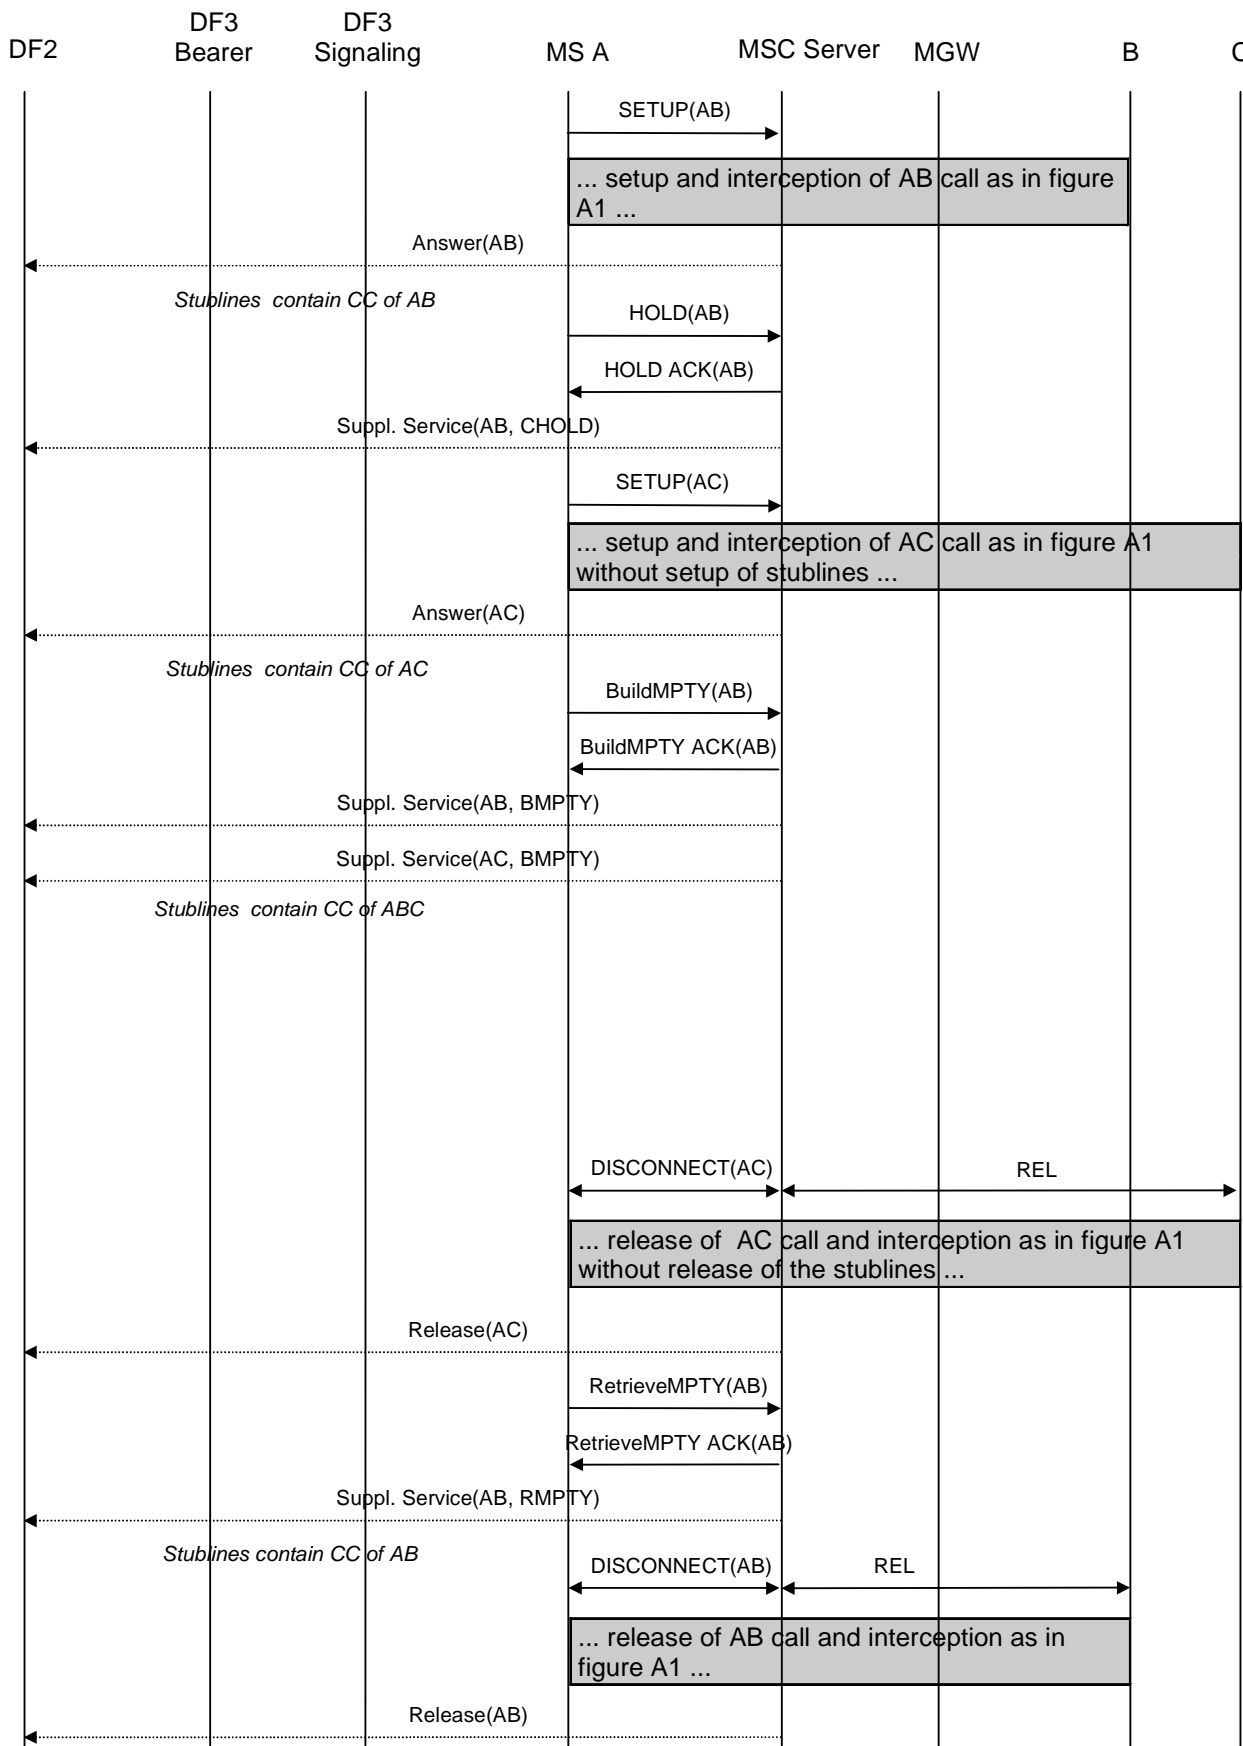 DF2
DF3
Bearer
DF3
Signaling
MS A
MSC Server
MGW
B
C
SETUP(AB)
... setup and interception of AB call as in figure
A1 ...
Answer(AB)
Stublines contain CC of AB
HOLD(AB)
HOLD ACK(AB)
Suppl. Service(AB, CHOLD)
SETUP(AC)
... setup and interception of AC call as in figure A1
without setup of stublines ...
Answer(AC)
Stublines contain CC of AC
BuildMPTY(AB)
BuildMPTY ACK(AB)
Suppl. Service(AB, BMPTY)
Suppl. Service(AC, BMPTY)
Stublines contain CC of ABC
DISCONNECT(AC)
REL
... release of AC call and interception as in figure A1
without release of the stublines ...
Release(AC)
RetrieveMPTY(AB)
RetrieveMPTY ACK(AB)
Suppl. Service(AB, RMPTY)
Stublines contain CC of AB
DISCONNECT(AB)
REL
... release of AB call and interception as in
figure A1 ...
Release(AB)